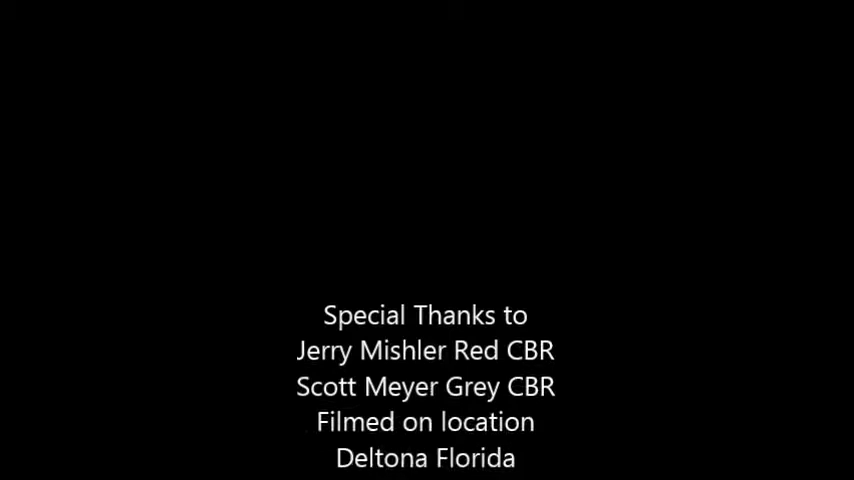 Special Thanks to
Jerry Mishler Red CBR
Scott Meyer Grey CBR
Filmed on location
Deltona Florida